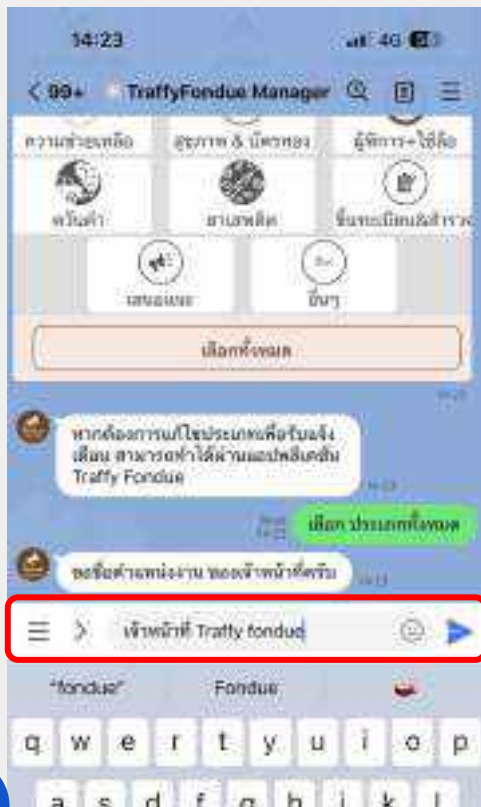 14:23
4G
99+ TraffyFondue Manager
ความช่วยเหลือ สุขภาพ & บัตรทอง ผู้พิการ+ใช้ล้อ
ควันดำ ยาเสพติด ขึ้นทะเบียน&สำรวจ
เสนอแนะ อื่นๆ
เลือกทั้งหมด
หากต้องการแก้ไขประเภทเพื่อรับแจ้ง
เตือน สามารถทำได้ผ่านแอปพลิเคชัน
Traffy Fondue
เลือก ประเภททั้งหมด
ขอชื่อตำแหน่งงาน ของเจ้าหน้าที่ครับ
เจ้าหน้าที่ Traffy fondue
"fondue" Fondue
q w e r t y u i o p
a s d f g h j k l